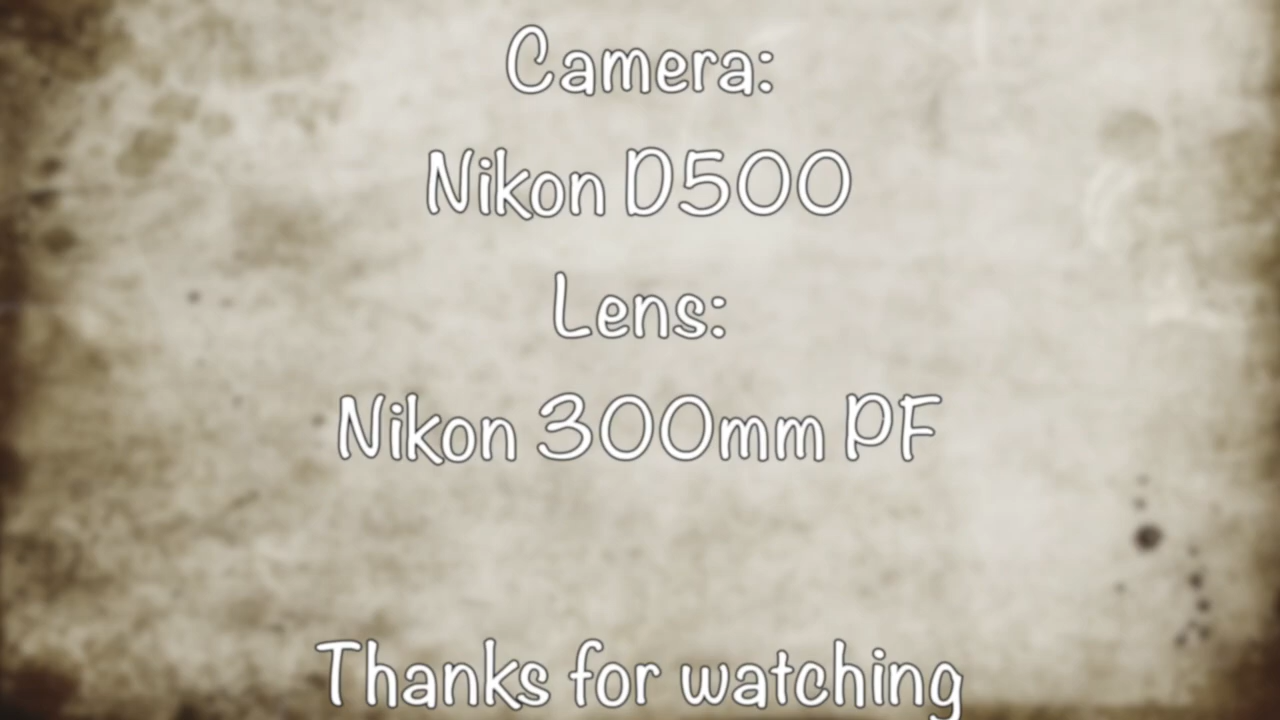 Camera:
Nikon D500
Lens:
Nikon 300mm PF
Thanks for watching